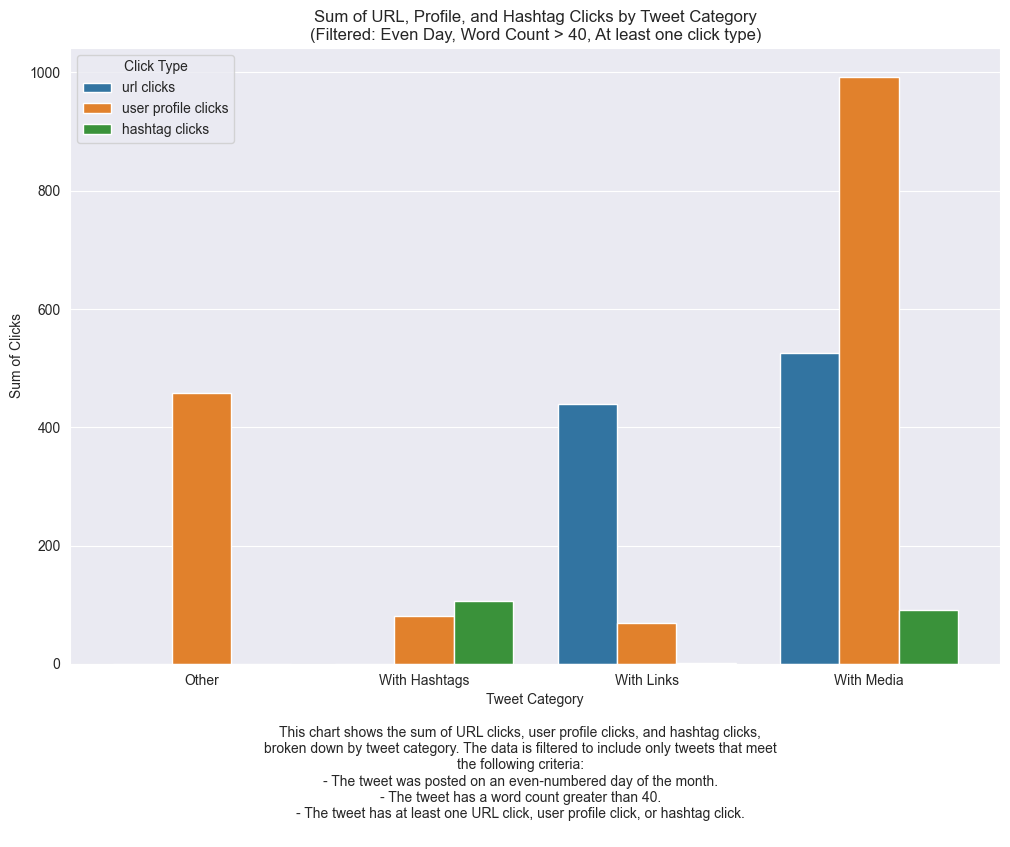 Sum of URL, Profile, and Hashtag Clicks by Tweet Category
(Filtered: Even Day, Word Count > 40, At least one click type)
Click Type
url clicks
user profile clicks
hashtag clicks
Sum of Clicks
1000
800
600
400
200
0
Other
With Hashtags
With Links
With Media
Tweet Category
This chart shows the sum of URL clicks, user profile clicks, and hashtag clicks,
broken down by tweet category. The data is filtered to include only tweets that meet
the following criteria:
- The tweet was posted on an even-numbered day of the month.
- The tweet has a word count greater than 40.
- The tweet has at least one URL click, user profile click, or hashtag click.